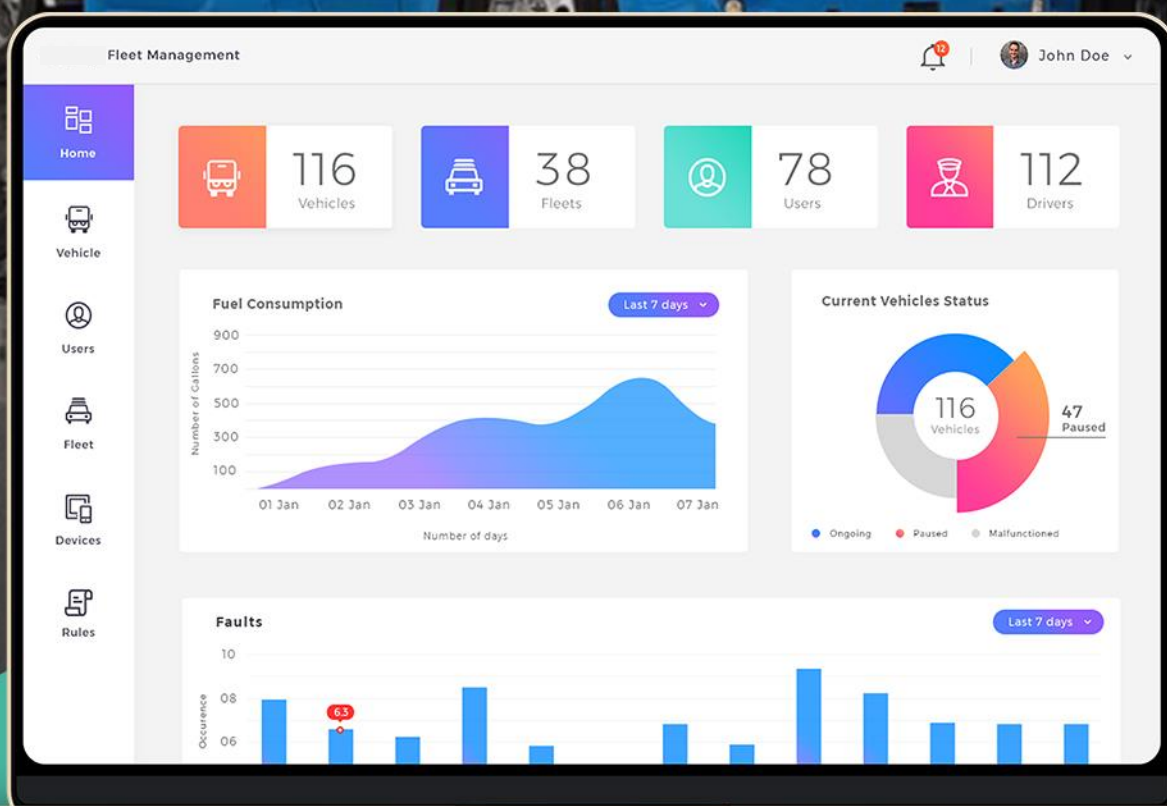 Fleet Management
12
John Doe
Home
Vehicle
Users
Fleet
Devices
Rules
116
Vehicles
38
Fleets
78
Users
112
Drivers
Fuel Consumption
Last 7 days
Number of Gallons
900
700
500
300
100
01 Jan 02 Jan 03 Jan 04 Jan 05 Jan 06 Jan 07 Jan
Number of days
Current Vehicles Status
116
Vehicles
47
Paused
Ongoing Paused Malfunctioned
Faults
Last 7 days
Occurence
10
08
06
6.3